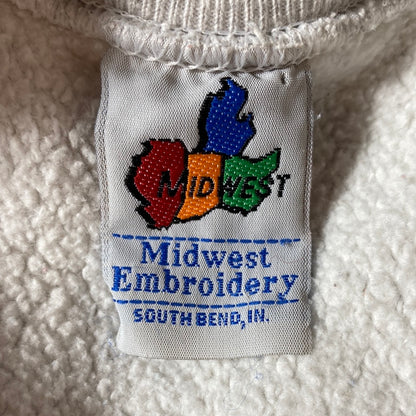 MIDWEST
Midwest
Embroidery
SOUTH BEND, IN.